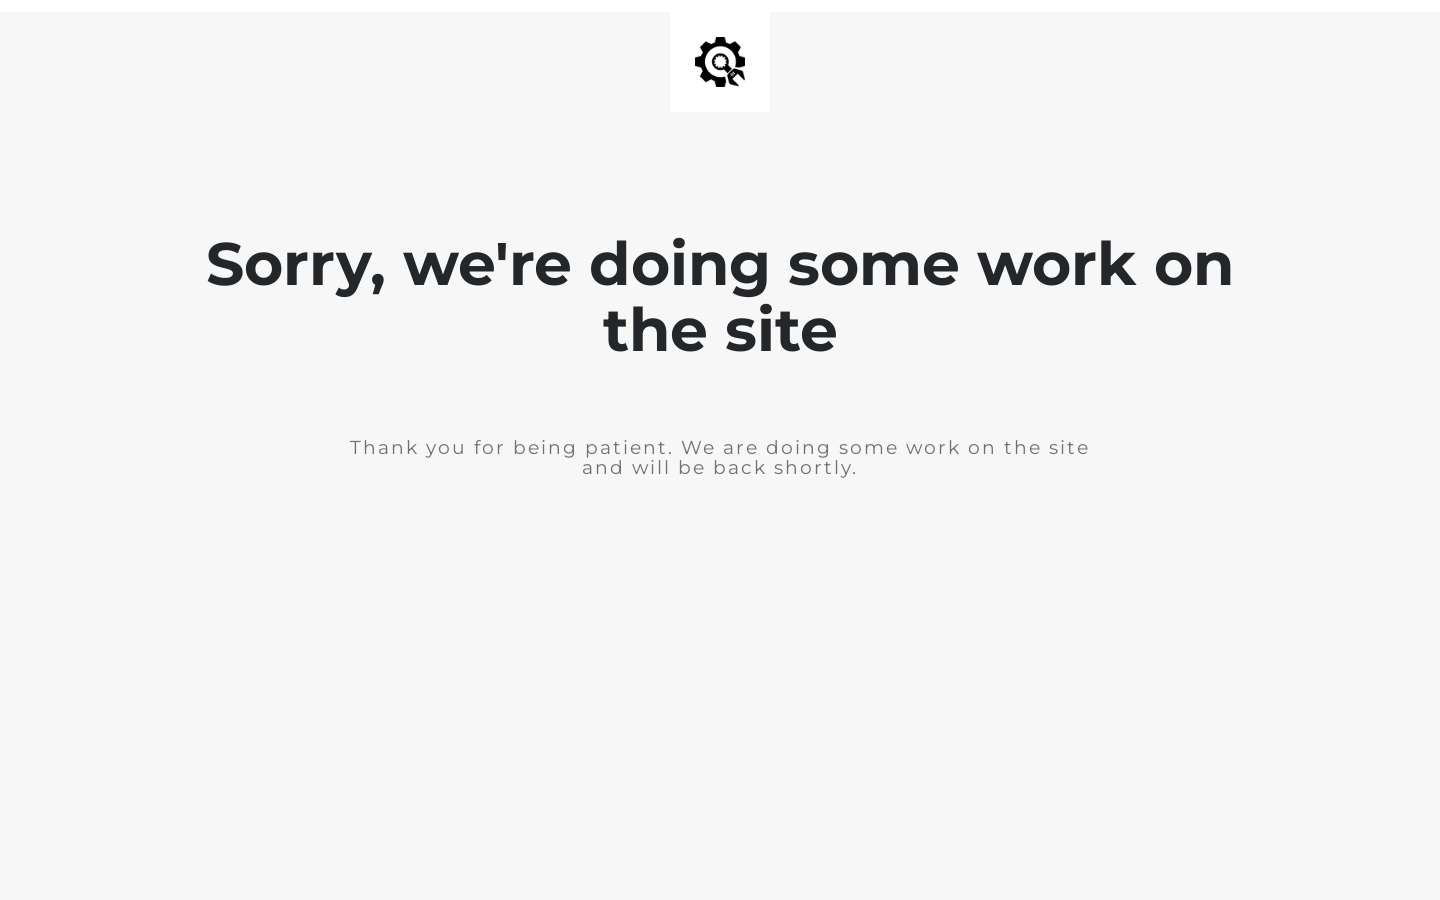 Sorry, we're doing some work on
the site
Thank you for being patient. We are doing some work on the site
and will be back shortly.